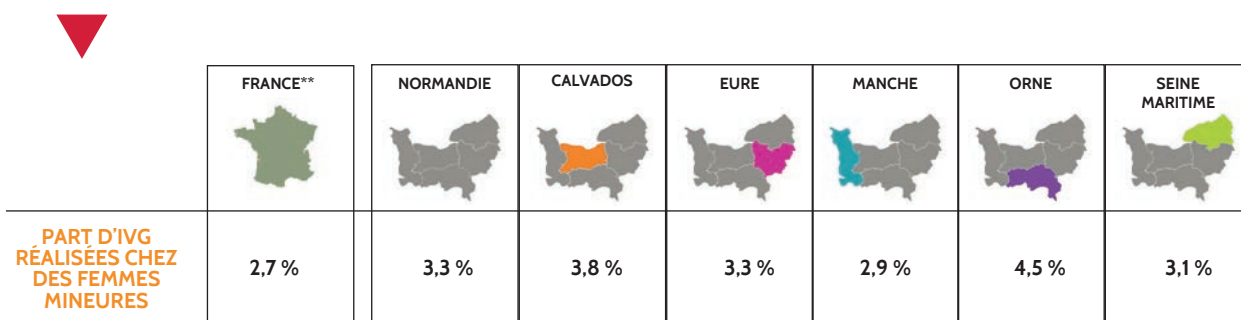 FRANCE**
NORMANDIE
CALVADOS
EURE
MANCHE
ORNE
SEINE
MARITIME
PART D'IVG
RÉALISÉES CHEZ
DES FEMMES
MINEURES
2,7 %
3,3 %
3,8 %
3,3 %
2,9 %
4,5 %
3,1 %